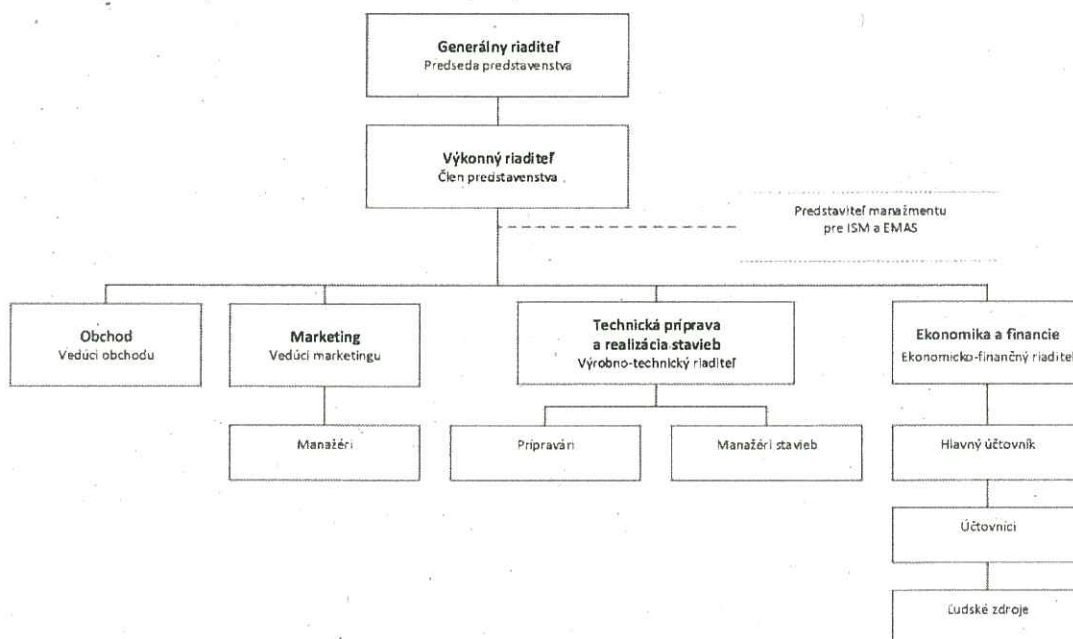 Generálny riaditeľ
Predseda predstavenstva
Výkonný riaditeľ
Člen predstavenstva
Predstaviteľ manažmentu
pre ISM a EMAS
Obchod
Vedúci obchodu
Marketing
Vedúci marketingu
Technická príprava
a realizácia stavieb
Výrobno-technický riaditeľ
Ekonomika a financie
Ekonomicko-finančný riaditeľ
Manažéri
Prípravári
Manažéri stavieb
Hlavný účtovník
Účtovníci
Ľudské zdroje